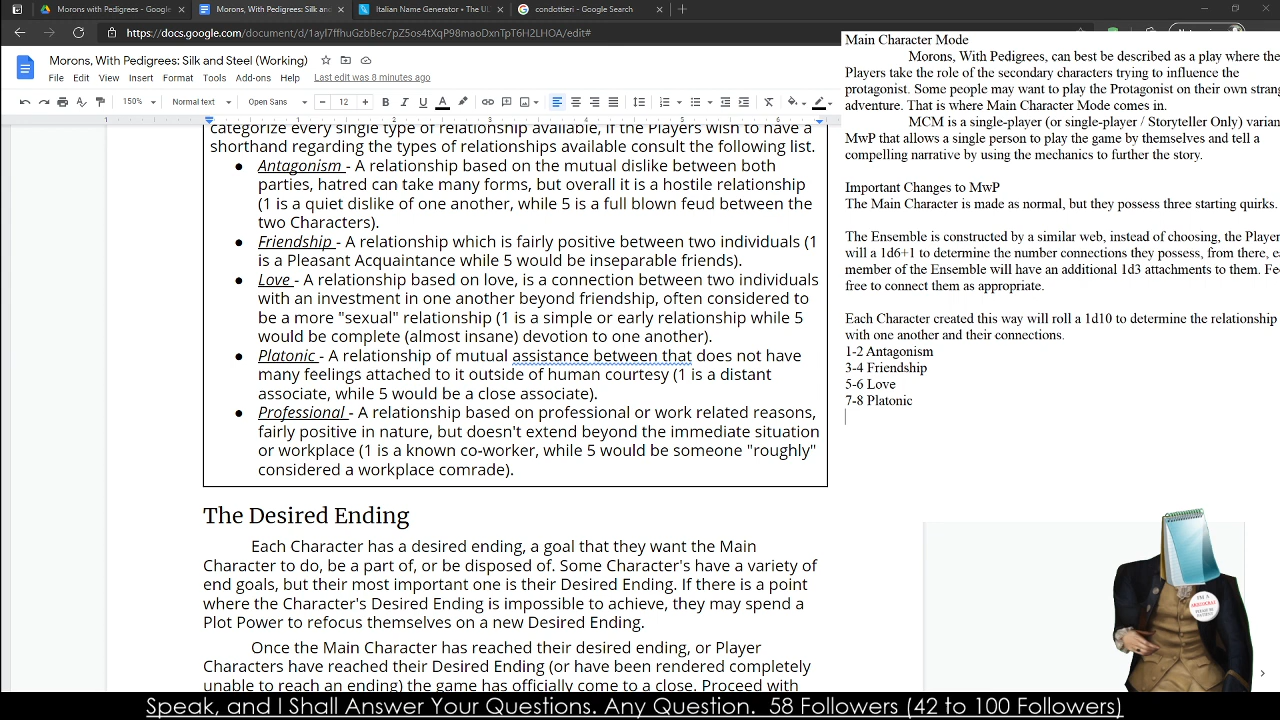 Morons with Pedigrees - Google
Morons, With Pedigrees: Silk and
Italian Name Generator • The UL
condottieri - Google Search
https://docs.google.com/document/d/1ayI7ffhuGzbBec7pZ5os4tXqP98maoDxnTpT6H2LHOA/edit#
Morons, With Pedigrees: Silk and Steel (Working)
File Edit View Insert Format Tools Add-ons Help Last edit was 8 minutes ago
150% Normal text Open Sans 12 B I U A
1 1 2 3 4 5 6
categorize every single type of relationship available, if the Players wish to have a
shorthand regarding the types of relationships available consult the following list.
● Antagonism - A relationship based on the mutual dislike between both
parties, hatred can take many forms, but overall it is a hostile relationship
(1 is a quiet dislike of one another, while 5 is a full blown feud between the
two Characters).
● Friendship - A relationship which is fairly positive between two individuals (1
is a Pleasant Acquaintance while 5 would be inseparable friends).
● Love - A relationship based on love, is a connection between two individuals
with an investment in one another beyond friendship, often considered to
be a more "sexual" relationship (1 is a simple or early relationship while 5
would be complete (almost insane) devotion to one another).
● Platonic - A relationship of mutual assistance between that does not have
many feelings attached to it outside of human courtesy (1 is a distant
associate, while 5 would be a close associate).
● Professional - A relationship based on professional or work related reasons,
fairly positive in nature, but doesn't extend beyond the immediate situation
or workplace (1 is a known co-worker, while 5 would be someone "roughly"
considered a workplace comrade).
The Desired Ending
Each Character has a desired ending, a goal that they want the Main
Character to do, be a part of, or be disposed of. Some Character's have a variety of
end goals, but their most important one is their Desired Ending. If there is a point
where the Character's Desired Ending is impossible to achieve, they may spend a
Plot Power to refocus themselves on a new Desired Ending.
Once the Main Character has reached their desired ending, or Player
Characters have reached their Desired Ending (or have been rendered completely
unable to reach an ending) the game has officially come to a close. Proceed with
Main Character Mode
Morons, With Pedigrees, can best be described as a play where the
Players take the role of the secondary characters trying to influence the
protagonist. Some people may want to play the Protagonist on their own strang
adventure. That is where Main Character Mode comes in.
MCM is a single-player (or single-player / Storyteller Only) varian
MwP that allows a single person to play the game by themselves and tell a
compelling narrative by using the mechanics to further the story.
Important Changes to MwP
The Main Character is made as normal, but they possess three starting quirks.
The Ensemble is constructed by a similar web, instead of choosing, the Player
will a 1d6+1 to determine the number connections they possess, from there, e
member of the Ensemble will have an additional 1d3 attachments to them. Fe
free to connect them as appropriate.
Each Character created this way will roll a 1d10 to determine the relationship
with one another and their connections.
1-2 Antagonism
3-4 Friendship
5-6 Love
7-8 Platonic
I'M A
Speak, and I Shall Answer Your Questions. Any Question. 58 Followers (42 to 100 Followers)